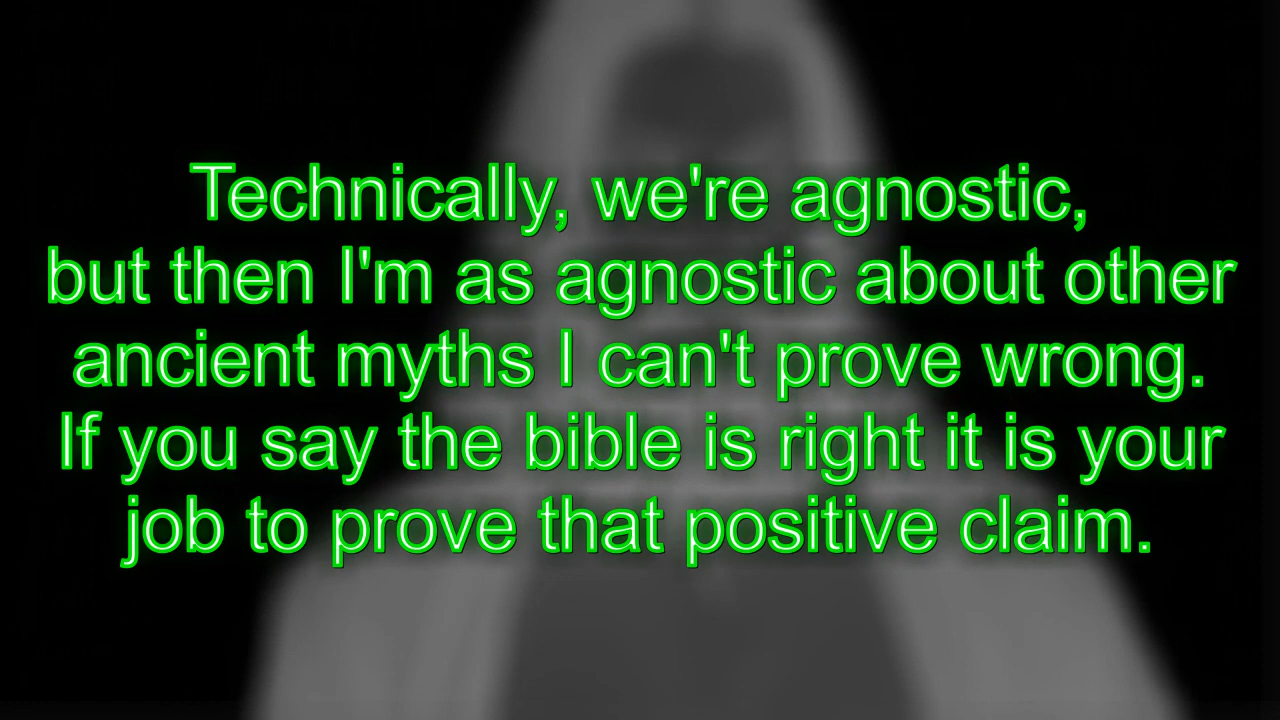 Technically, we're agnostic,
but then I'm as agnostic about other
ancient myths I can't prove wrong.
If you say the bible is right it is your
job to prove that positive claim.